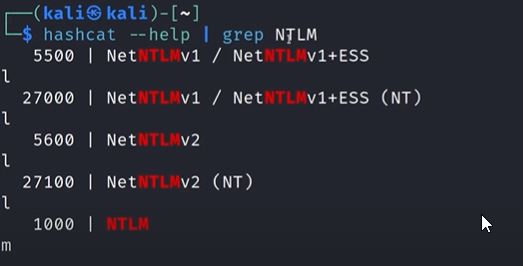 ┌──(kali㉿kali)-[~]
└─$ hashcat --help | grep NTLM
5500 | NetNTLMv1 / NetNTLMv1+ESS
l
27000 | NetNTLMv1 / NetNTLMv1+ESS (NT)
l
5600 | NetNTLMv2
l
27100 | NetNTLMv2 (NT)
l
1000 | NTLM
m